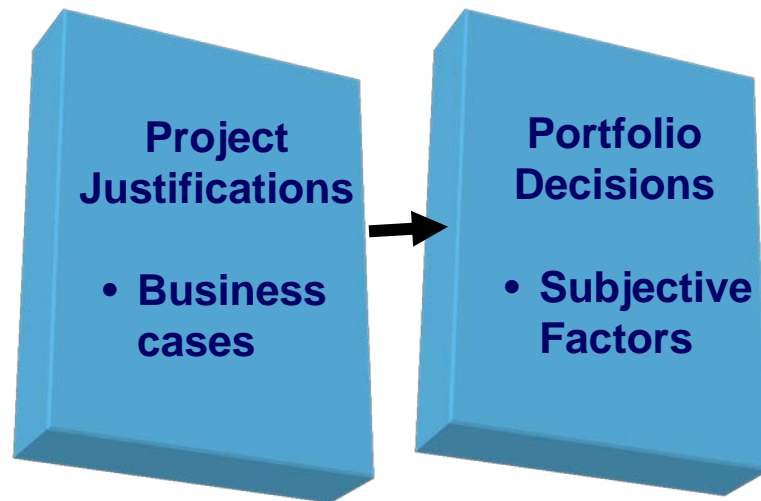 Project
Justifications
• Business
cases
Portfolio
Decisions
• Subjective
Factors